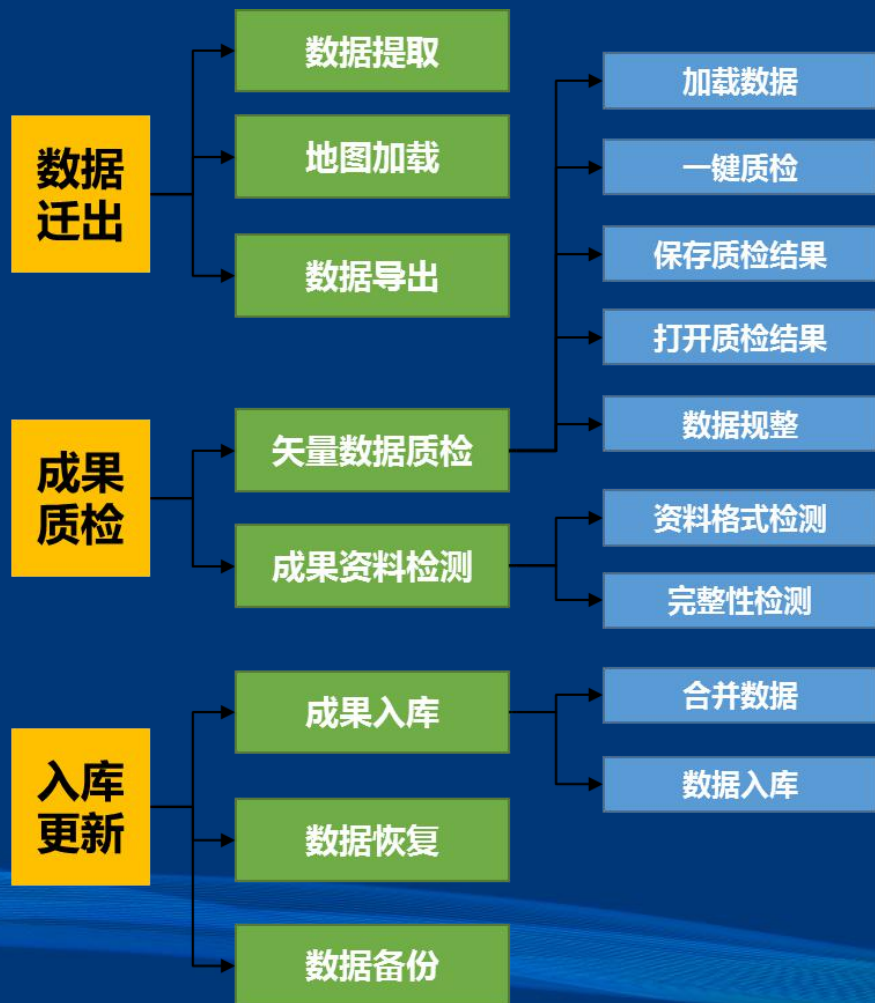 数据
迁出
数据提取
地图加载
数据导出
成果
质检
矢量数据质检
加载数据
一键质检
保存质检结果
打开质检结果
数据规整
成果资料检测
资料格式检测
完整性检测
入库
更新
成果入库
合并数据
数据入库
数据恢复
数据备份